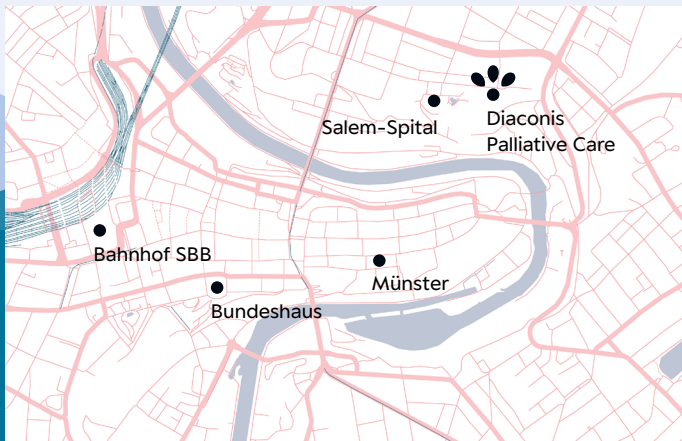 Salem-Spital
Diaconis
Palliative Care
Bahnhof SBB
Münster
Bundeshaus